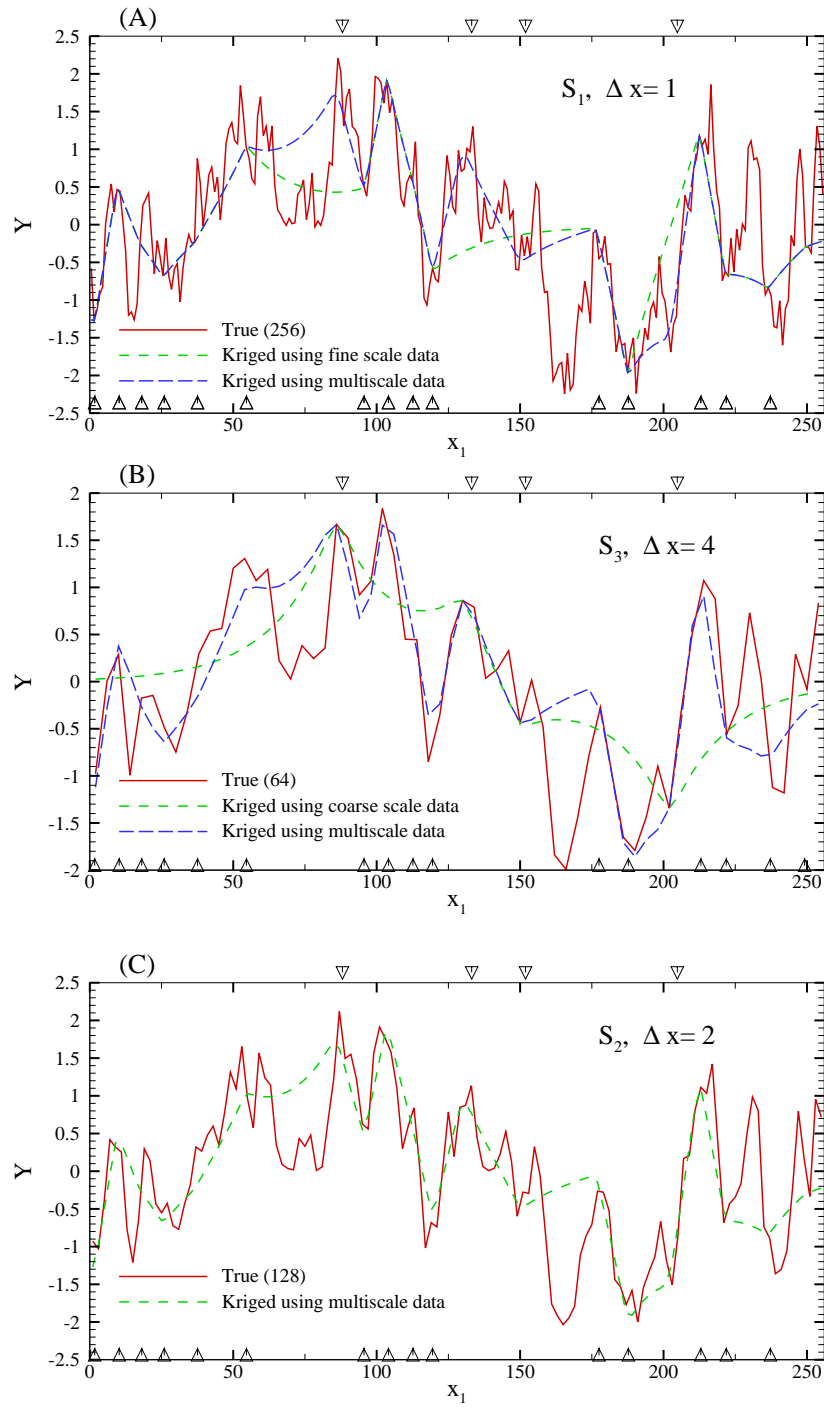 (A)
2.5
2
1.5
1
0.5
0
-0.5
-1
-1.5
-2
-2.5
Y
S1, Δ x= 1
True (256)
Kriged using fine scale data
Kriged using multiscale data
0 50 100 150 200 250
x1
(B)
2
1.5
1
0.5
0
-0.5
-1
-1.5
-2
Y
S3, Δ x= 4
True (64)
Kriged using coarse scale data
Kriged using multiscale data
0 50 100 150 200 250
x1
(C)
2.5
2
1.5
1
0.5
0
-0.5
-1
-1.5
-2
-2.5
Y
S2, Δ x= 2
True (128)
Kriged using multiscale data
0 50 100 150 200 250
x1